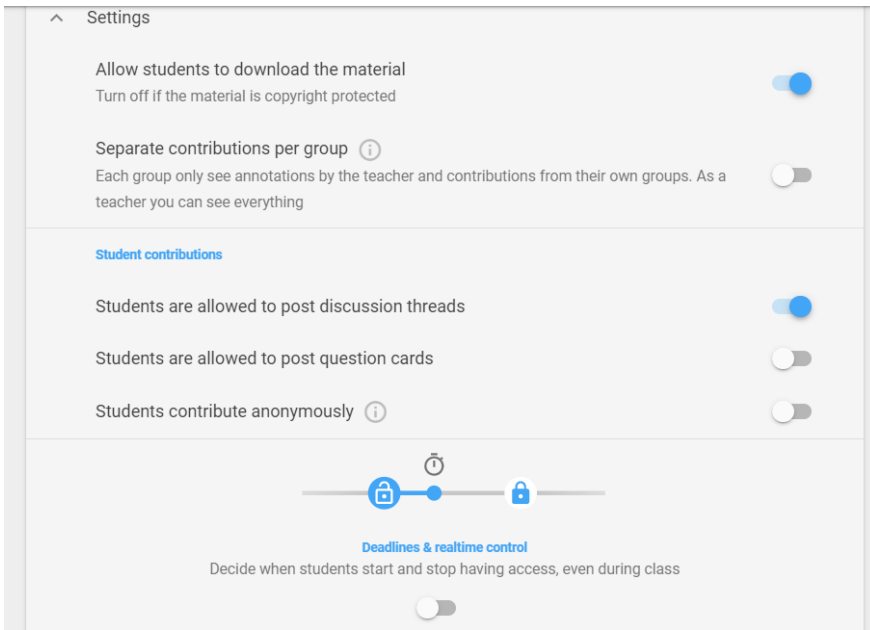 Settings
Allow students to download the material
Turn off if the material is copyright protected
Separate contributions per group
Each group only see annotations by the teacher and contributions from their own groups. As a
teacher you can see everything
Student contributions
Students are allowed to post discussion threads
Students are allowed to post question cards
Students contribute anonymously
Deadlines & realtime control
Decide when students start and stop having access, even during class